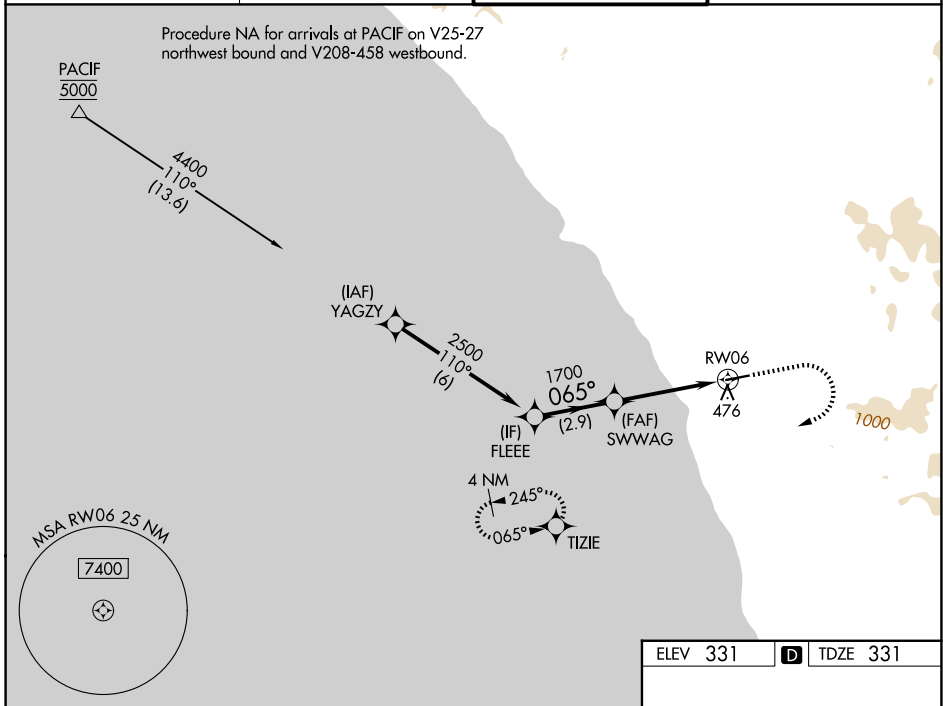 Procedure NA for arrivals at PACIF on V25-27
northwest bound and V208-458 westbound.
PACIF
5000
4400
110°
(13.6)
(IAF)
YAGZY
2500
110°
(6)
1700
065°
(2.9)
(IF)
FLEEE
(FAF)
SWWAG
RW06
476
1000
4 NM
245°
065°
TIZIE
MSA RW06 25 NM
7400
ELEV 331 D TDZE 331